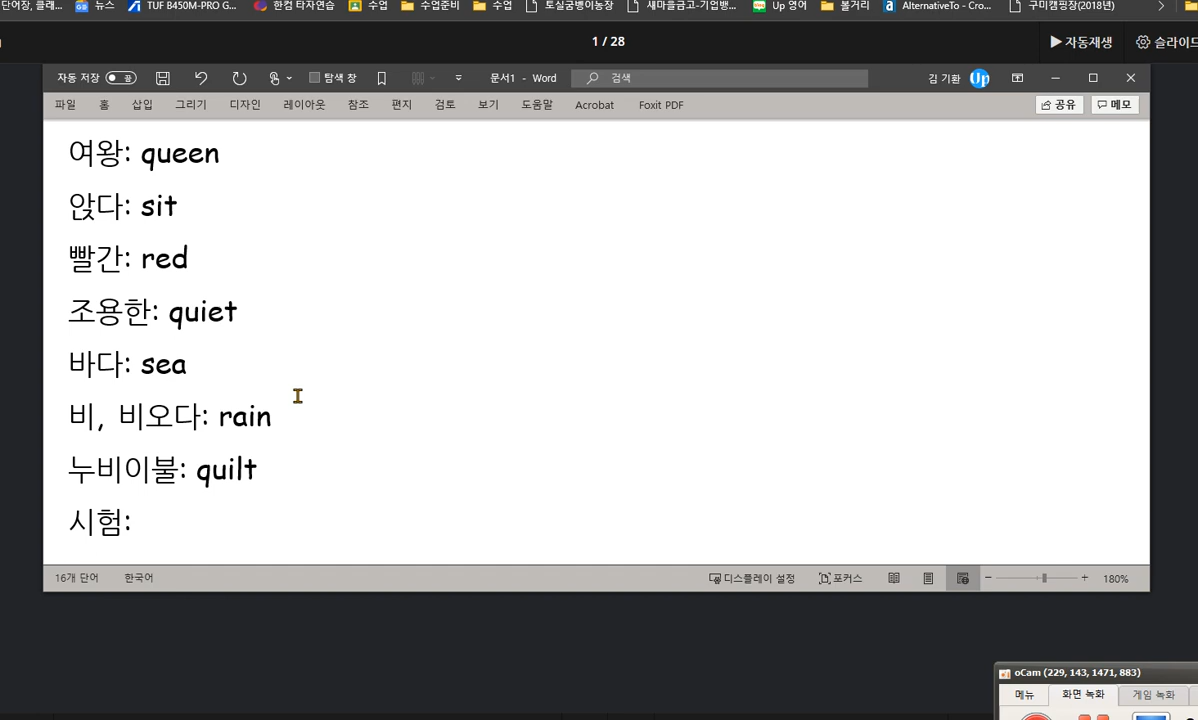 단어장, 클래... 뉴스 TUF B450M-PRO G... 한컴 타자연습 수업 수업준비 수업 토실굼벵이농장 새마을금고-기업뱅... Up 영어 볼거리 AlternativeTo - Cro... 구미캠핑장(2018년)
1 / 28 ▶자동재생 슬라이드
자동 저장 끔 탐색 창 문서1 - Word 검색 김 기환 Up
파일 홈 삽입 그리기 디자인 레이아웃 참조 편지 검토 보기 도움말 Acrobat Foxit PDF 공유 메모
여왕: queen
앉다: sit
빨간: red
조용한: quiet
바다: sea
비, 비오다: rain
누비이불: quilt
시험:
16개 단어 한국어 디스플레이 설정 포커스 180%
oCam (229, 143, 1471, 883)
메뉴 화면 녹화 게임 녹화